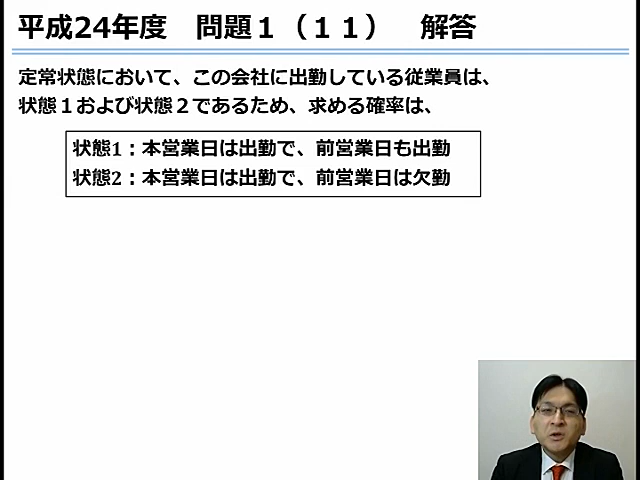 平成24年度　問題１（１１）　解答
定常状態において、この会社に出勤している従業員は、
状態１および状態２であるため、求める確率は、
状態1：本営業日は出勤で、前営業日も出勤
状態2：本営業日は出勤で、前営業日は欠勤